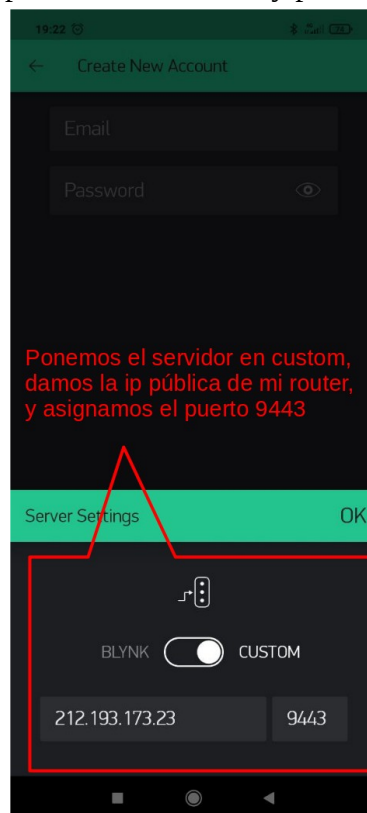 19:22
← Create New Account
Email
Password
Ponemos el servidor en custom,
damos la ip pública de mi router,
y asignamos el puerto 9443
Server Settings OK
BLYNK CUSTOM
212.193.173.23 9443